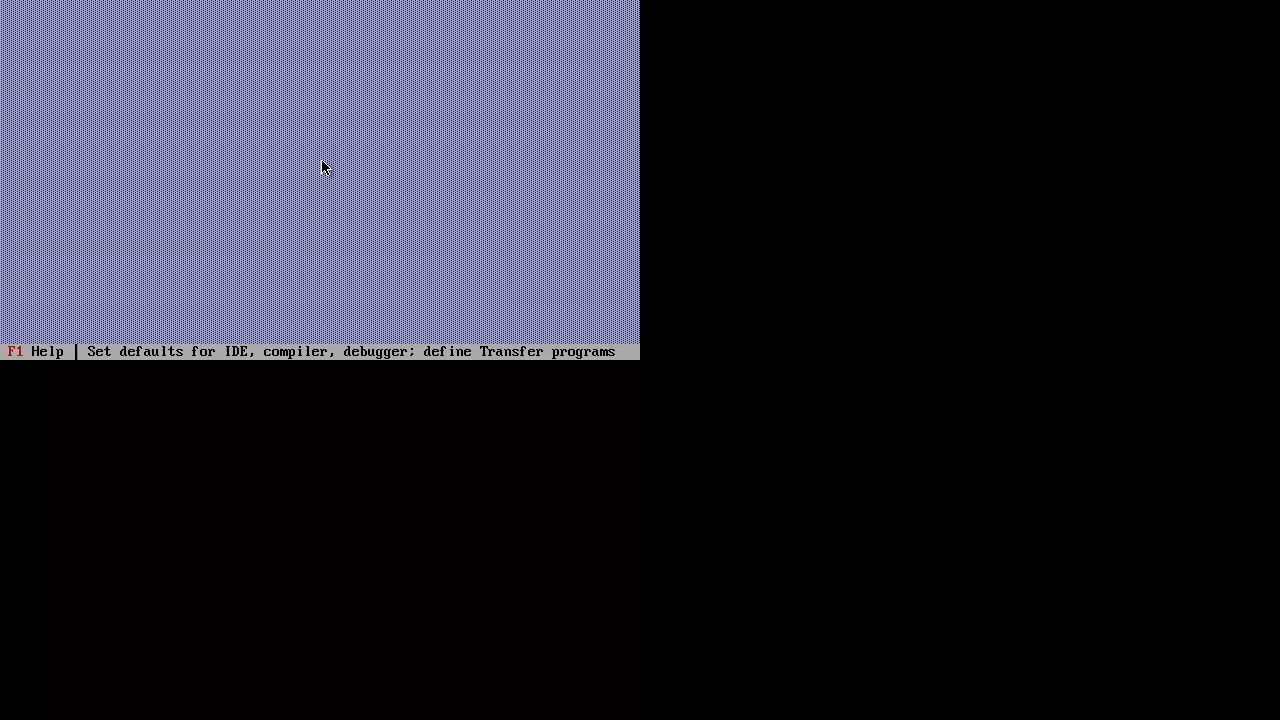 F1 Help │ Set defaults for IDE, compiler, debugger; define Transfer programs